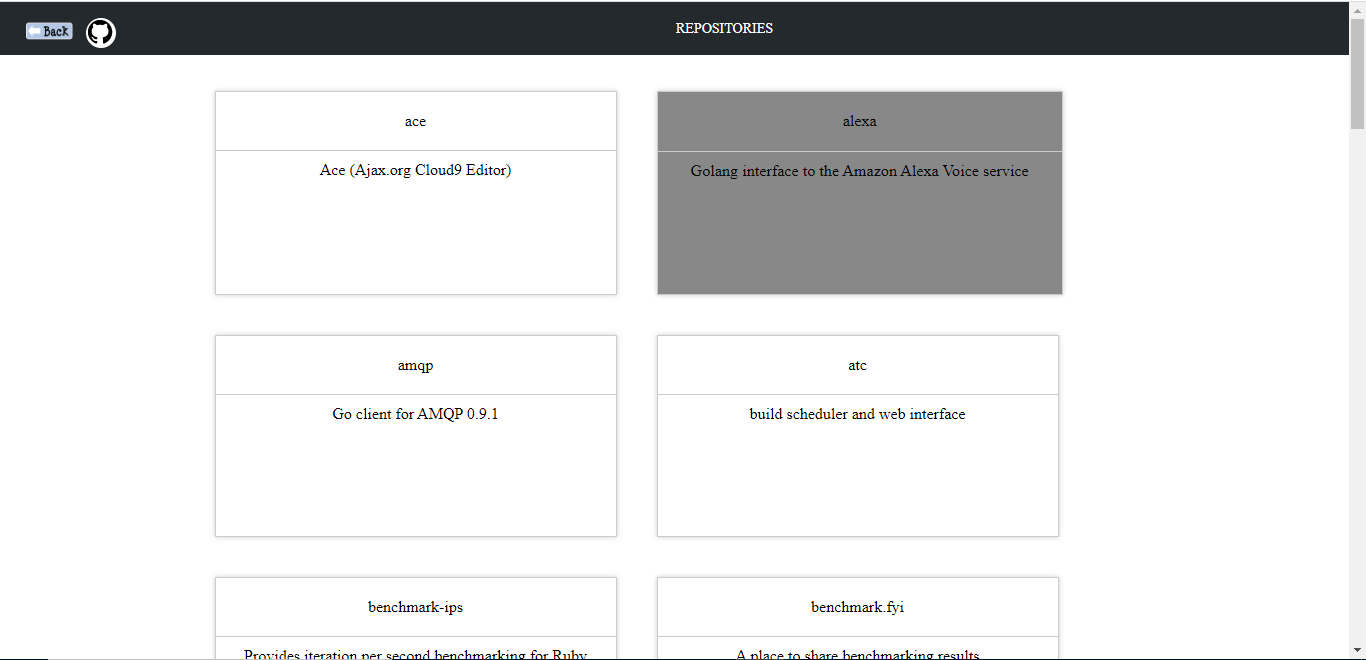 Back
REPOSITORIES
ace
alexa
Ace (Ajax.org Cloud9 Editor)
Golang interface to the Amazon Alexa Voice service
amqp
atc
Go client for AMQP 0.9.1
build scheduler and web interface
benchmark-ips
benchmark.fyi
Provides iteration per second benchmarking for Ruby
A place to share benchmarking results